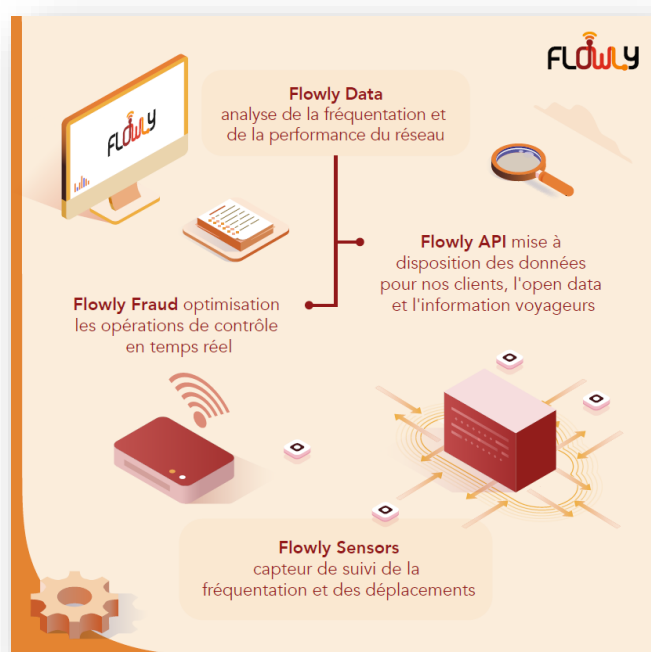 FLOWLY
Flowly Data
analyse de la fréquentation et
de la performance du réseau
FLOWLY
Flowly API mise à
disposition des données
pour nos clients, l'open data
et l'information voyageurs
Flowly Fraud optimisation
les opérations de contrôle
en temps réel
Flowly Sensors
capteur de suivi de la
fréquentation et des déplacements